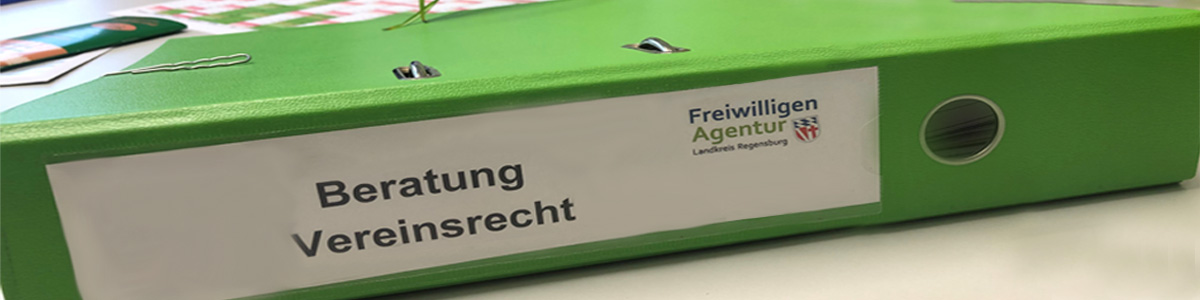 Freiwilligen
Agentur
Landkreis Regensburg
Beratung
Vereinsrecht